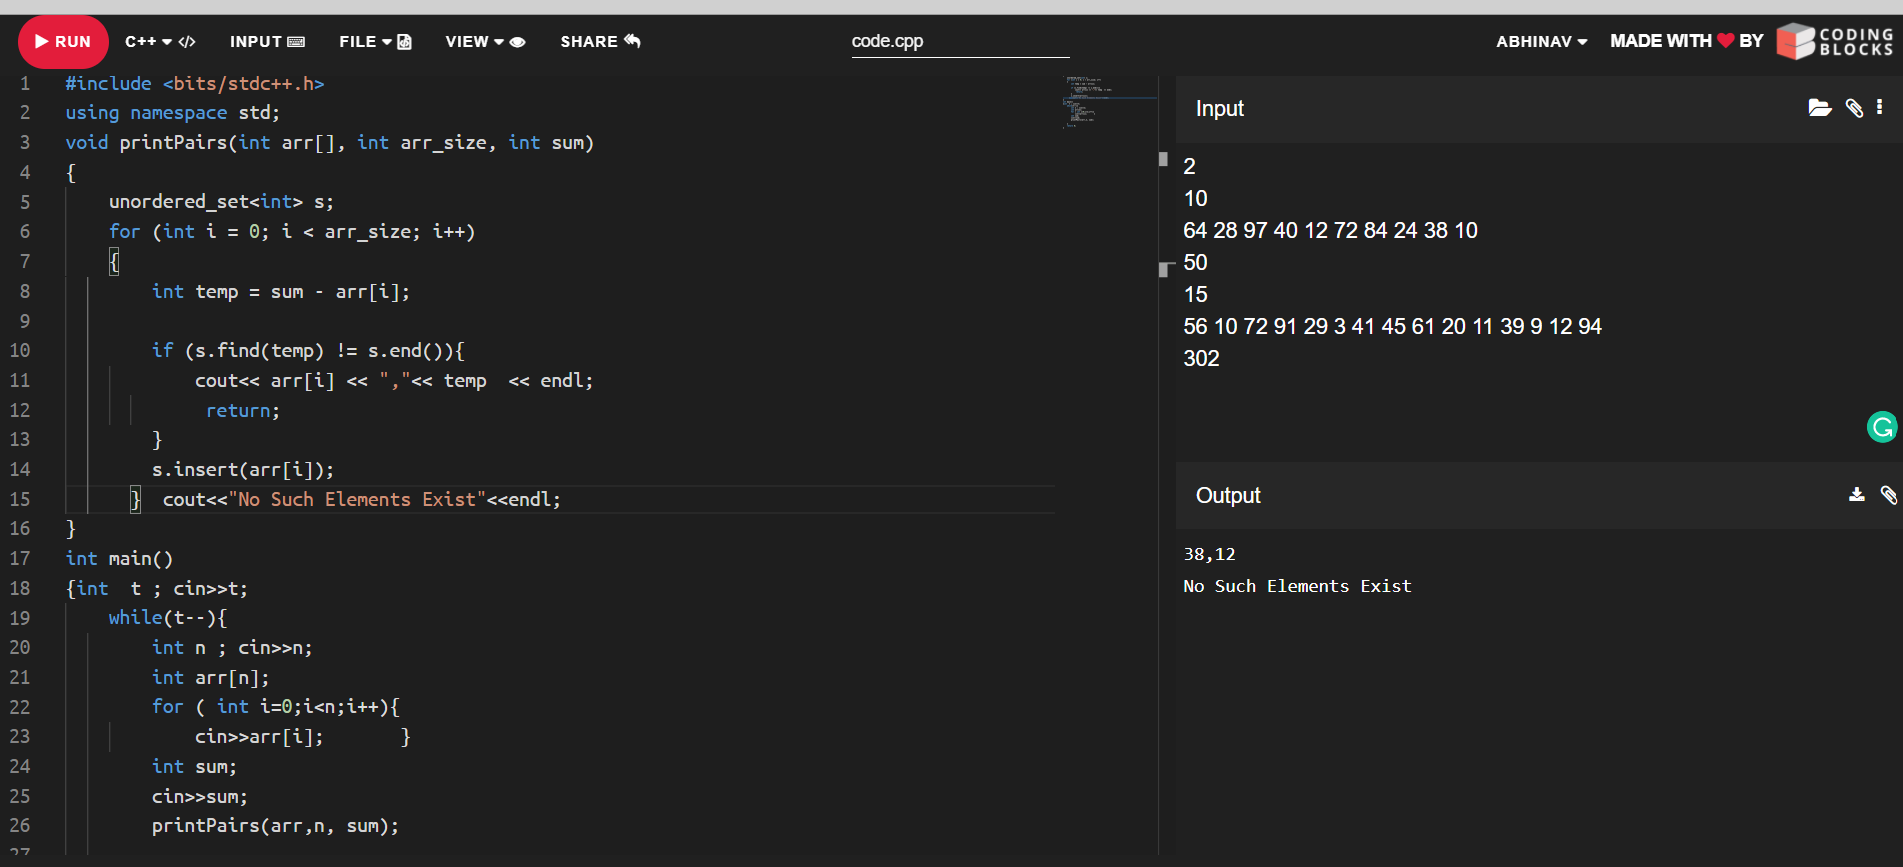 RUN C++ </> INPUT FILE VIEW SHARE code.cpp ABHINAV MADE WITH BY CODING BLOCKS
1 #include <bits/stdc++.h>
2 using namespace std;
3 void printPairs(int arr[], int arr_size, int sum)
4 {
5 unordered_set<int> s;
6 for (int i = 0; i < arr_size; i++)
7 {
8 int temp = sum - arr[i];
9
10 if (s.find(temp) != s.end()){
11 cout<< arr[i] << ","<< temp  << endl;
12 return;
13 }
14 s.insert(arr[i]);
15 }  cout<<"No Such Elements Exist"<<endl;
16 }
17 int main()
18 {int  t ; cin>>t;
19 while(t--){
20 int n ; cin>>n;
21 int arr[n];
22 for ( int i=0;i<n;i++){
23 cin>>arr[i];       }
24 int sum;
25 cin>>sum;
26 printPairs(arr,n, sum);
27
Input
2
10
64 28 97 40 12 72 84 24 38 10
50
15
56 10 72 91 29 3 41 45 61 20 11 39 9 12 94
302
Output
38,12
No Such Elements Exist